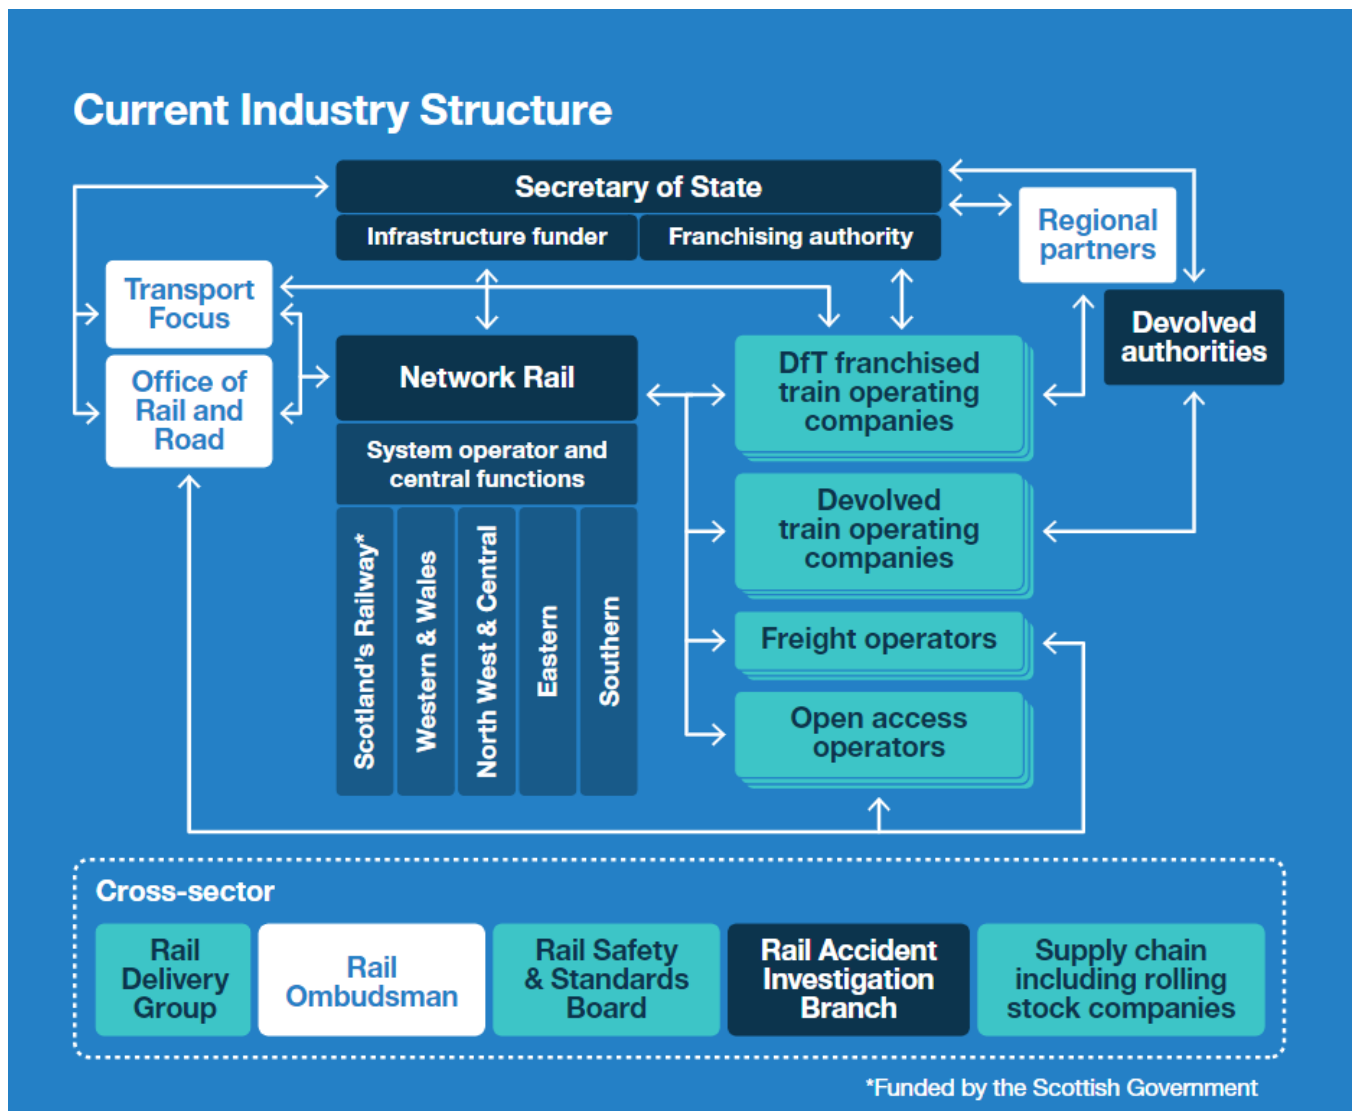 Current Industry Structure
Secretary of State
Infrastructure funder
Franchising authority
Regional
partners
Transport
Focus
Devolved
authorities
Office of
Rail and
Road
Network Rail
DfT franchised
train operating
companies
System operator and
central functions
Devolved
train operating
companies
Scotland's Railway*
Western & Wales
North West & Central
Eastern
Southern
Freight operators
Open access
operators
Cross-sector
Rail
Delivery
Group
Rail
Ombudsman
Rail Safety
& Standards
Board
Rail Accident
Investigation
Branch
Supply chain
including rolling
stock companies
*Funded by the Scottish Government